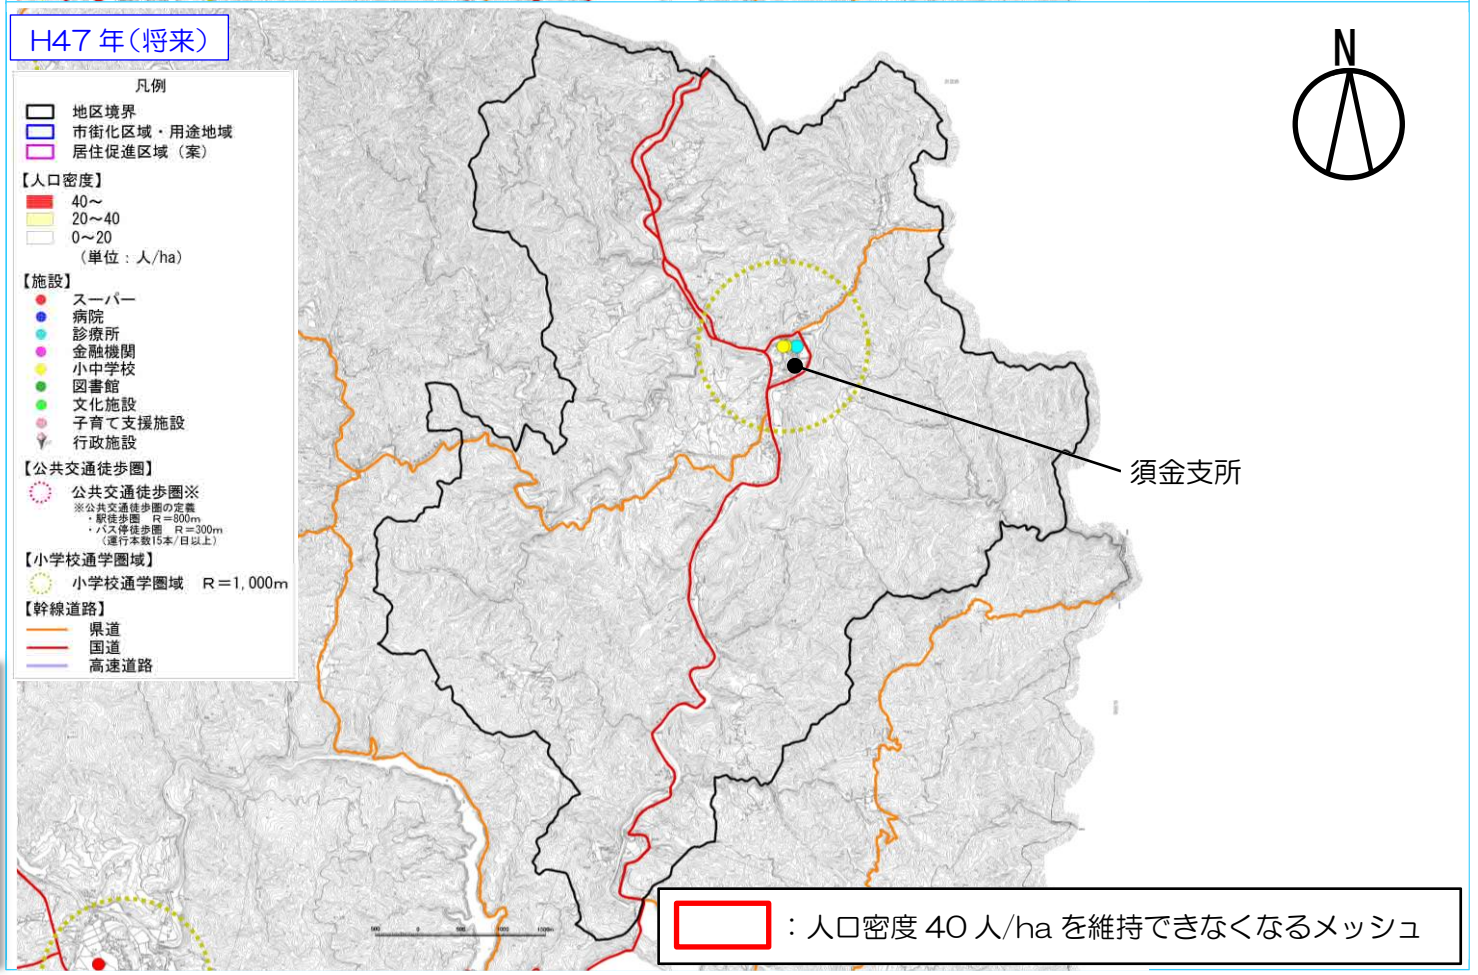 H47 年(将来)
N
凡例
地区境界
市街化区域・用途地域
居住促進区域（案）
【人口密度】
40～
20～40
0～20
（単位：人/ha）
【施設】
スーパー
病院
診療所
金融機関
小中学校
図書館
文化施設
子育て支援施設
行政施設
【公共交通徒歩圏】
公共交通徒歩圏※
※公共交通徒歩圏の定義
・駅徒歩圏　R＝800m
・バス停徒歩圏　R＝300m
（運行本数15本/日以上）
【小学校通学圏域】
小学校通学圏域　R＝1,000m
【幹線道路】
県道
国道
高速道路
須金支所
500 0 500 1000 1500m
：人口密度 40 人/ha を維持できなくなるメッシュ